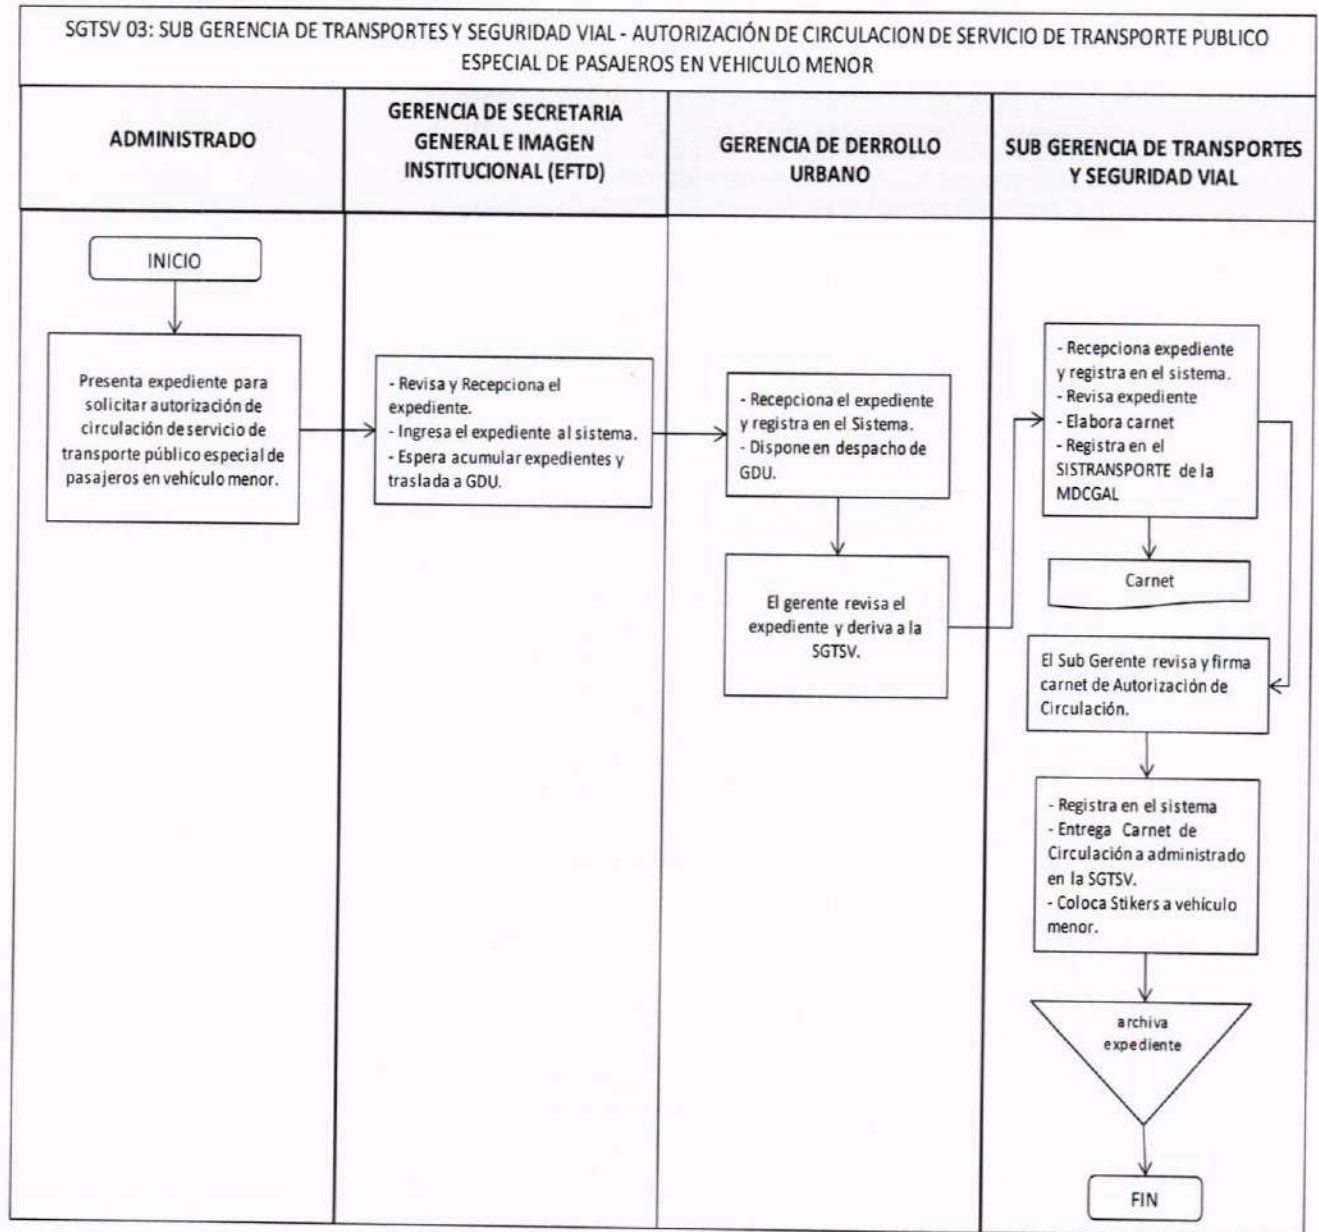 SGTSV 03: SUB GERENCIA DE TRANSPORTES Y SEGURIDAD VIAL - AUTORIZACIÓN DE CIRCULACION DE SERVICIO DE TRANSPORTE PUBLICO
ESPECIAL DE PASAJEROS EN VEHICULO MENOR
ADMINISTRADO
GERENCIA DE SECRETARIA
GENERAL E IMAGEN
INSTITUCIONAL (EFTD)
GERENCIA DE DERROLLO
URBANO
SUB GERENCIA DE TRANSPORTES
Y SEGURIDAD VIAL
INICIO
Presenta expediente para
solicitar autorización de
circulación de servicio de
transporte público especial de
pasajeros en vehículo menor.
- Revisa y Recepciona el
expediente.
- Ingresa el expediente al sistema.
- Espera acumular expedientes y
traslada a GDU.
- Recepciona el expediente
y registra en el Sistema.
- Dispone en despacho de
GDU.
El gerente revisa el
expediente y deriva a la
SGTSV.
- Recepciona expediente
y registra en el sistema.
- Revisa expediente
- Elabora carnet
- Registra en el
SISTRANSPORTE de la
MDCGAL
Carnet
El Sub Gerente revisa y firma
carnet de Autorización de
Circulación.
- Registra en el sistema
- Entrega Carnet de
Circulación a administrado
en la SGTSV.
- Coloca Stikers a vehículo
menor.
archiva
expediente
FIN